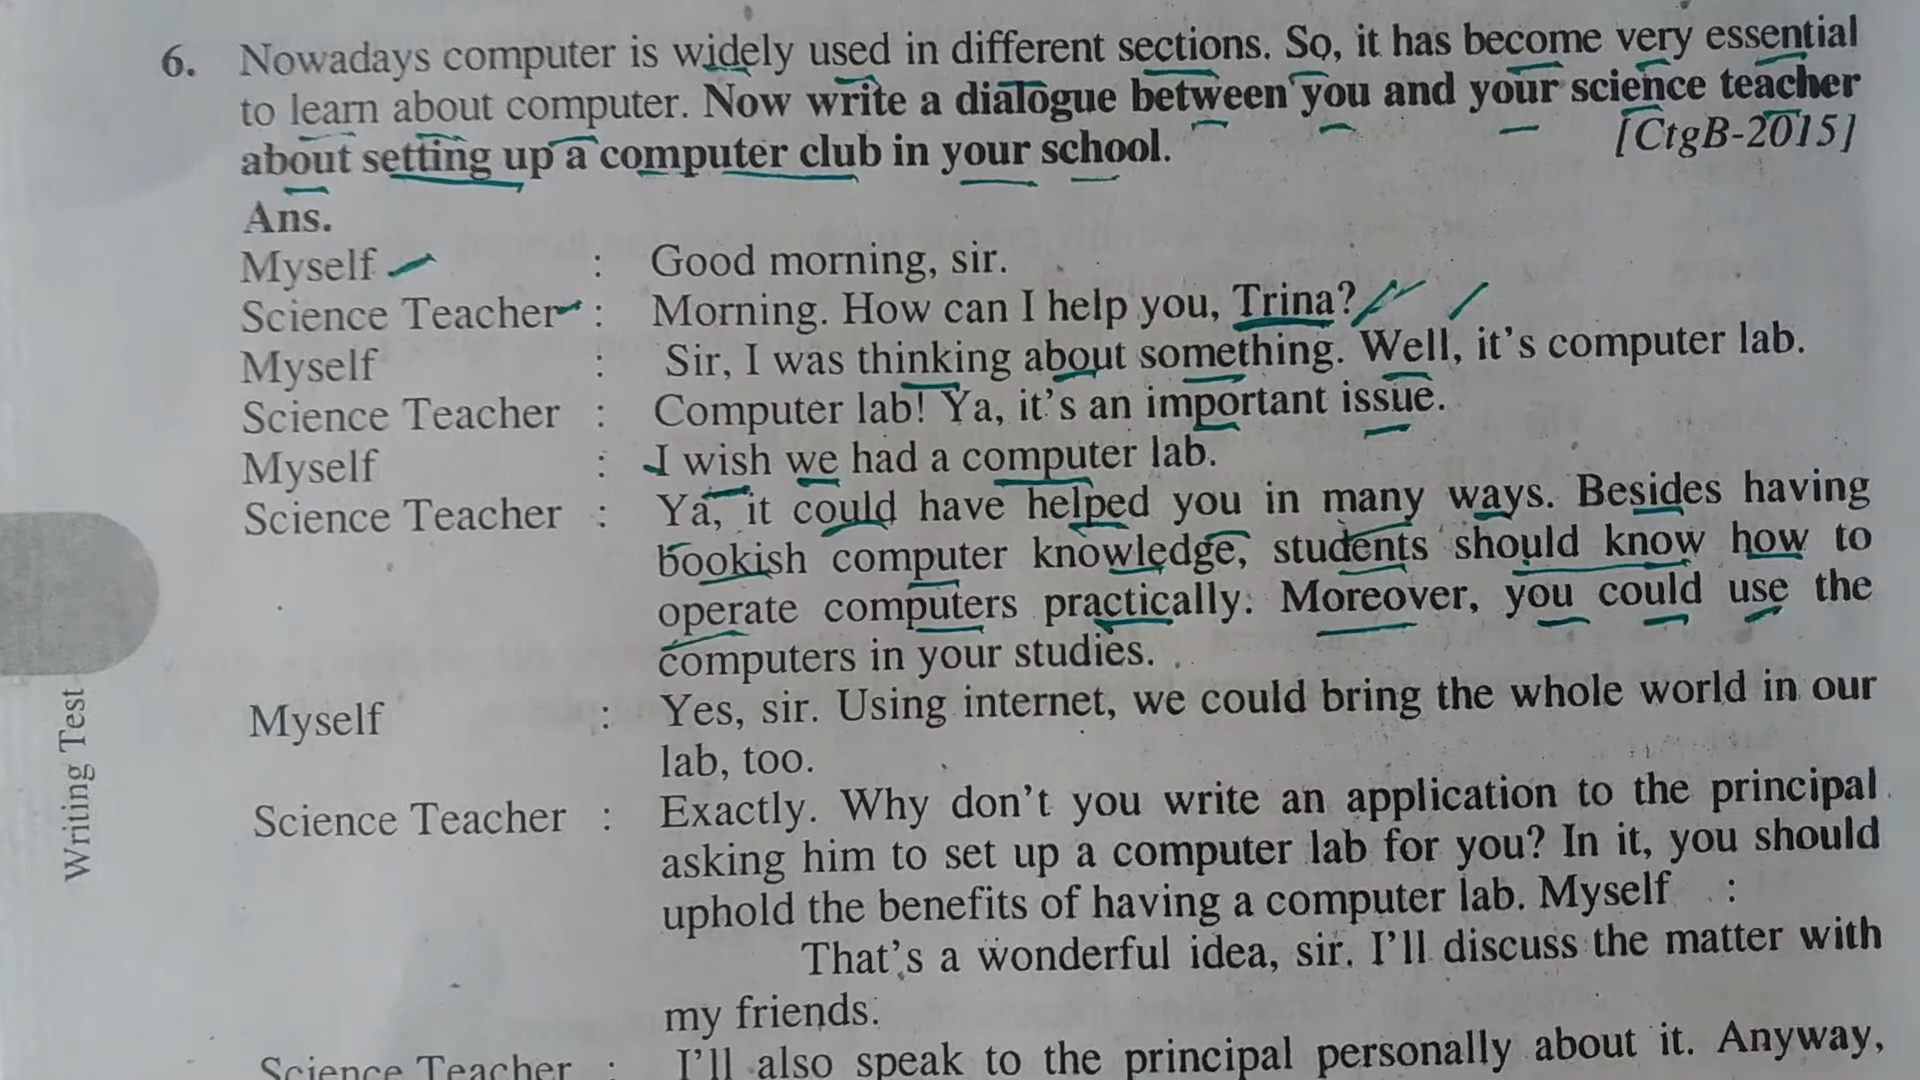 6. Nowadays computer is widely used in different sections. So, it has become very essential
to learn about computer. Now write a dialogue between you and your science teacher
about setting up a computer club in your school. [CtgB-2015]
Ans.
Myself : Good morning, sir.
Science Teacher : Morning. How can I help you, Trina?
Myself : Sir, I was thinking about something. Well, it's computer lab.
Science Teacher : Computer lab! Ya, it's an important issue.
Myself : I wish we had a computer lab.
Science Teacher : Ya, it could have helped you in many ways. Besides having
bookish computer knowledge, students should know how to
operate computers practically. Moreover, you could use the
computers in your studies.
Myself : Yes, sir. Using internet, we could bring the whole world in our
lab, too.
Science Teacher : Exactly. Why don't you write an application to the principal
asking him to set up a computer lab for you? In it, you should
uphold the benefits of having a computer lab. Myself :
That's a wonderful idea, sir. I'll discuss the matter with
my friends.
Science Teacher : I'll also speak to the principal personally about it. Anyway,
Writing Test